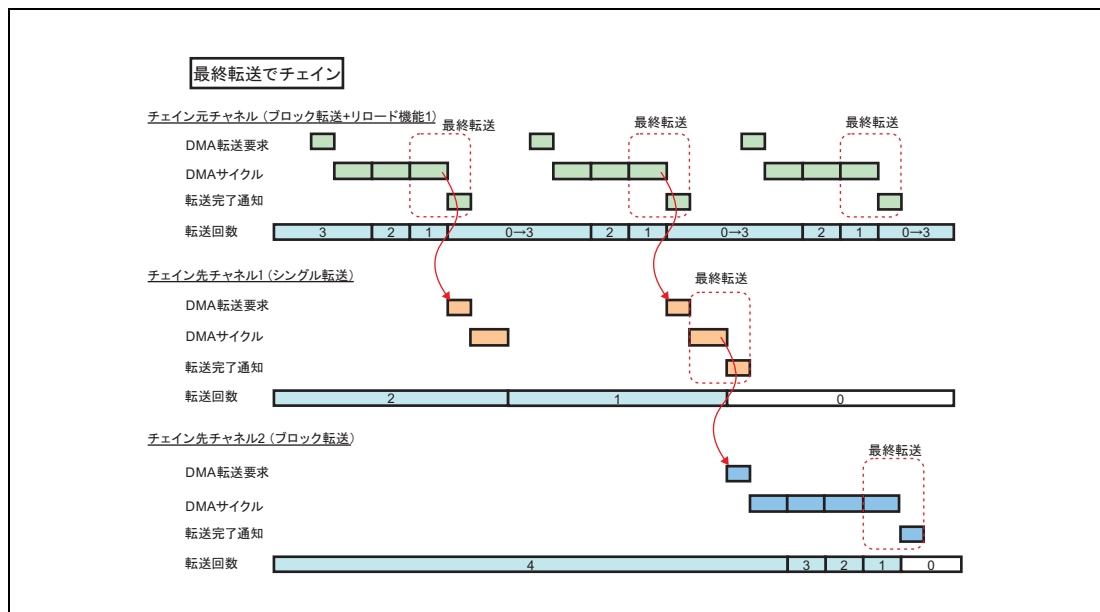 最終転送でチェイン
チェイン元チャネル (ブロック転送+リロード機能1)
最終転送
最終転送
最終転送
DMA転送要求
DMAサイクル
転送完了通知
転送回数
3
2
1
0→3
2
1
0→3
2
1
0→3
チェイン先チャネル1 (シングル転送)
最終転送
DMA転送要求
DMAサイクル
転送完了通知
転送回数
2
1
0
チェイン先チャネル2 (ブロック転送)
最終転送
DMA転送要求
DMAサイクル
転送完了通知
転送回数
4
3
2
1
0